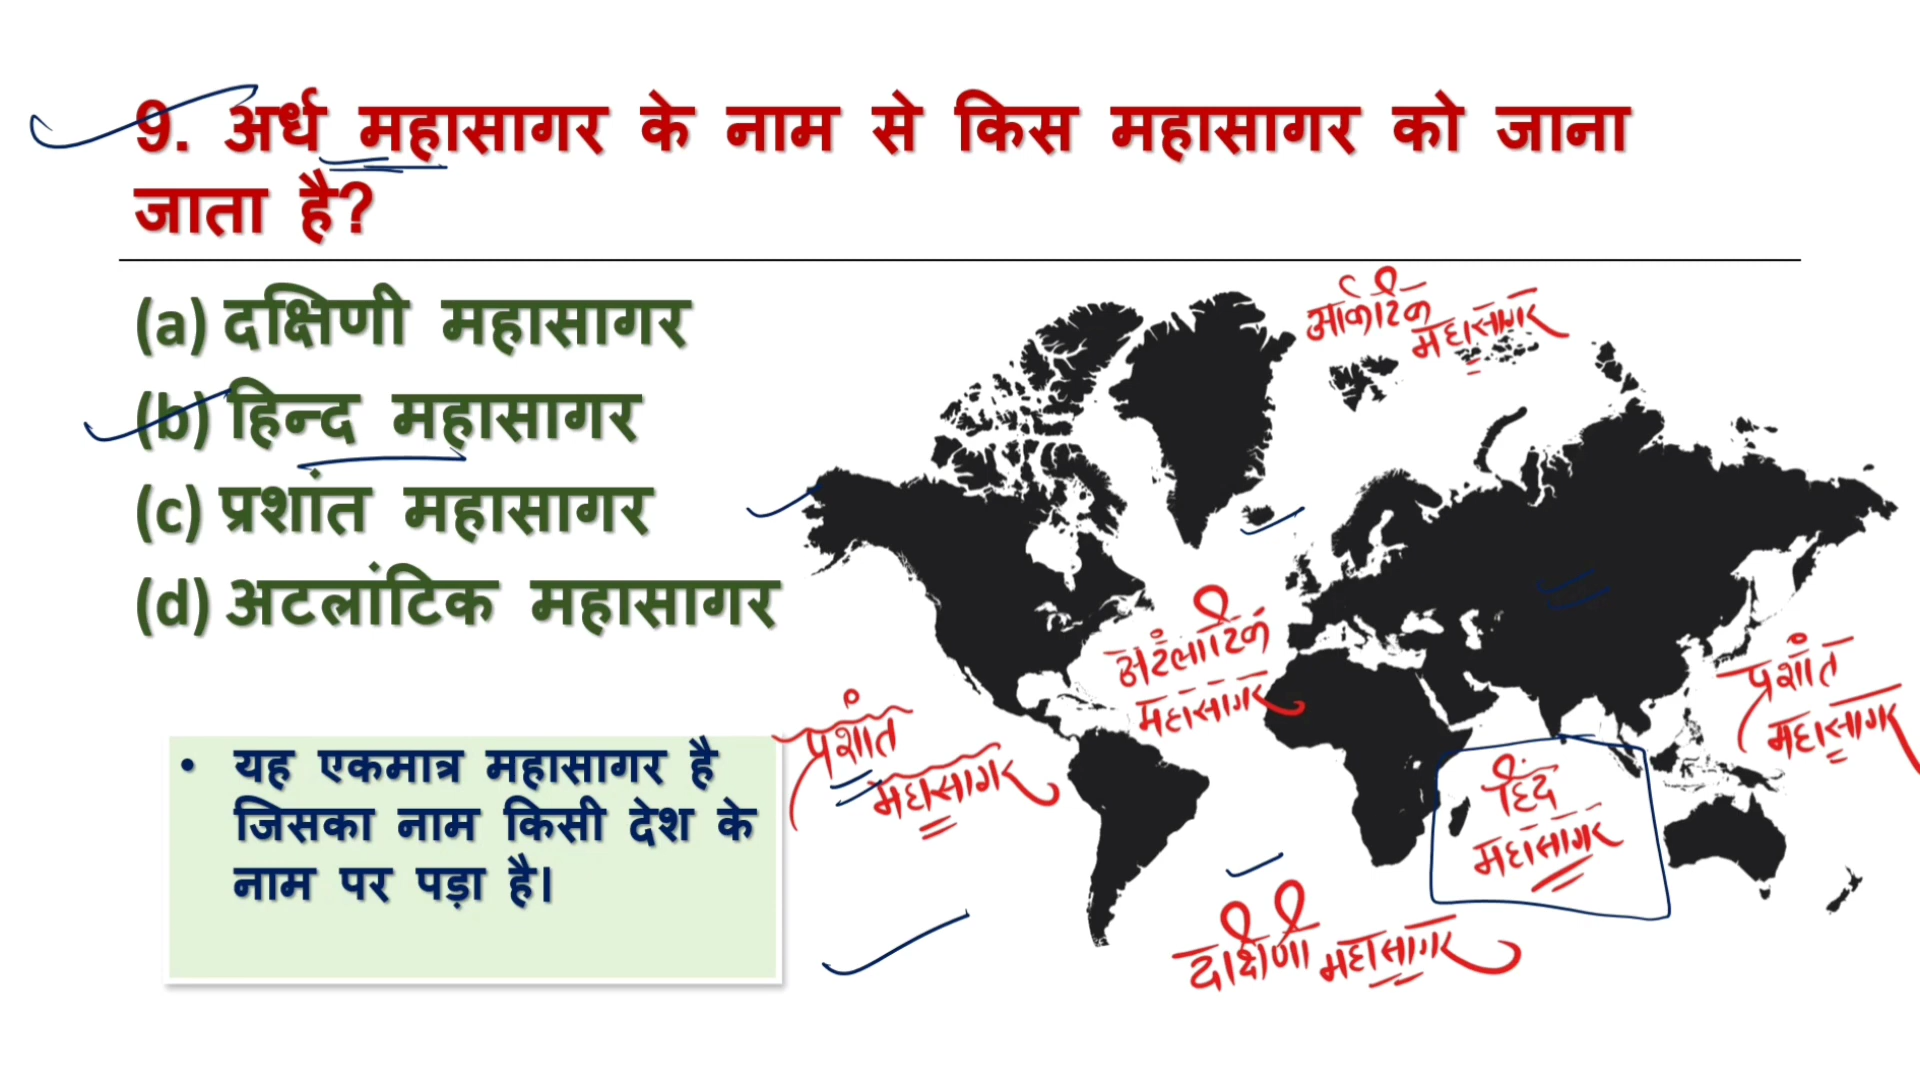 9. अर्ध महासागर के नाम से किस महासागर को जाना
जाता है?
(a) दक्षिणी महासागर
(b) हिन्द महासागर
(c) प्रशांत महासागर
(d) अटलांटिक महासागर
• यह एकमात्र महासागर है
जिसका नाम किसी देश के
नाम पर पड़ा है।
आर्कटिक
महासागर
अटलांटिक
महासागर
प्रशांत
महासागर
प्रशांत
महासागर
हिंद
महासागर
दक्षिणी महासागर